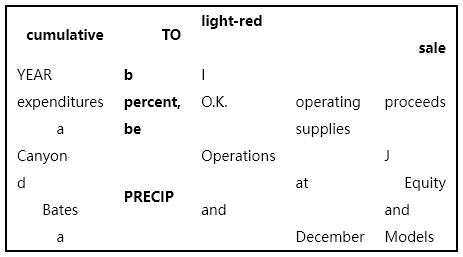 cumulative TO light-red sale
YEAR b I
expenditures percent, O.K. operating proceeds
a be supplies
Canyon Operations J
d PRECIP at Equity
Bates and and
a December Models